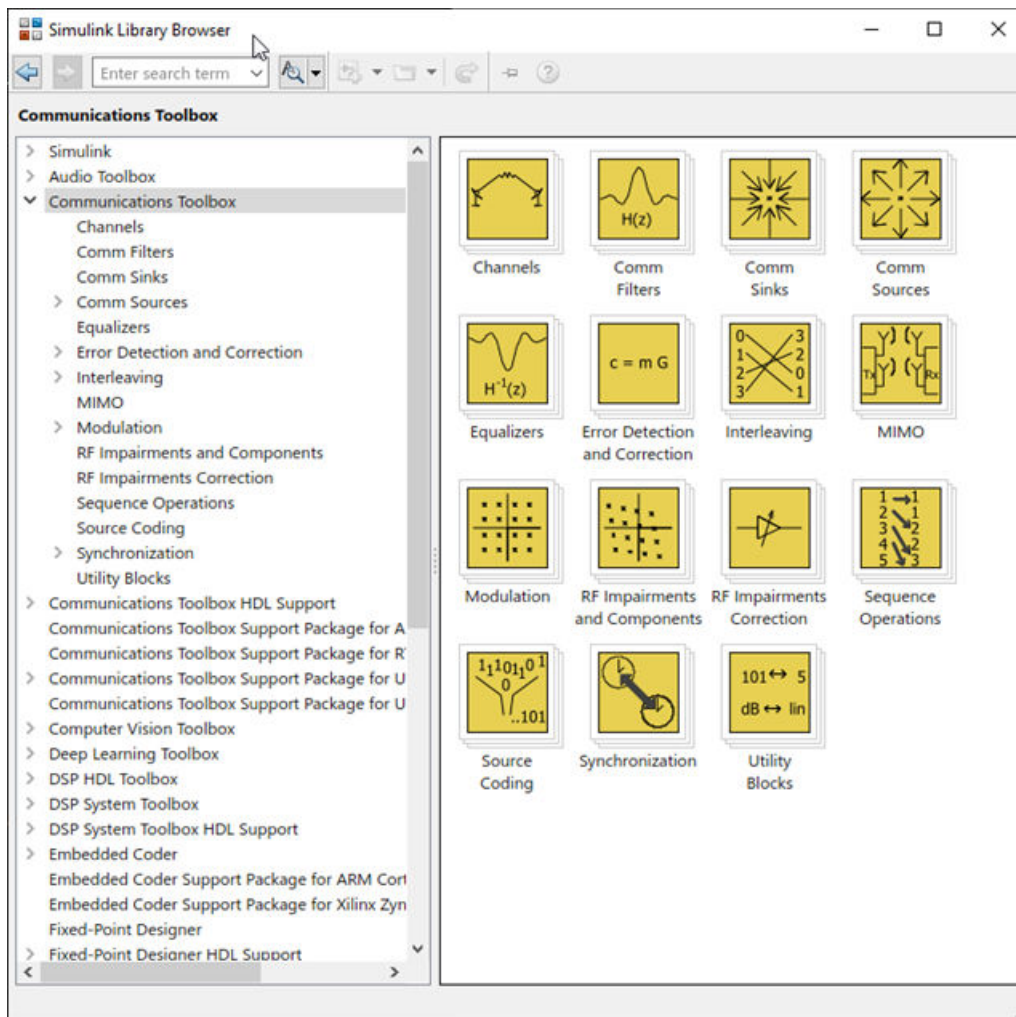 Simulink Library Browser
Enter search term
Communications Toolbox
Simulink
Audio Toolbox
Communications Toolbox
Channels
Comm Filters
Comm Sinks
Comm Sources
Equalizers
Error Detection and Correction
Interleaving
MIMO
Modulation
RF Impairments and Components
RF Impairments Correction
Sequence Operations
Source Coding
Synchronization
Utility Blocks
Communications Toolbox HDL Support
Communications Toolbox Support Package for A
Communications Toolbox Support Package for R
Communications Toolbox Support Package for U
Communications Toolbox Support Package for U
Computer Vision Toolbox
Deep Learning Toolbox
DSP HDL Toolbox
DSP System Toolbox
DSP System Toolbox HDL Support
Embedded Coder
Embedded Coder Support Package for ARM Cort
Embedded Coder Support Package for Xilinx Zyn
Fixed-Point Designer
Fixed-Point Designer HDL Support
H(z)
Channels
Comm
Filters
Comm
Sinks
Comm
Sources
H⁻¹(z)
c = m G
0 3
1 2
2 0
3 1
Tx Rx
Equalizers
Error Detection
and Correction
Interleaving
MIMO
1 1
2 1
3 2
4 2
5 3
Modulation
RF Impairments
and Components
RF Impairments
Correction
Sequence
Operations
11101101
0
..101
101↔ 5
dB ↔ lin
Source
Coding
Synchronization
Utility
Blocks